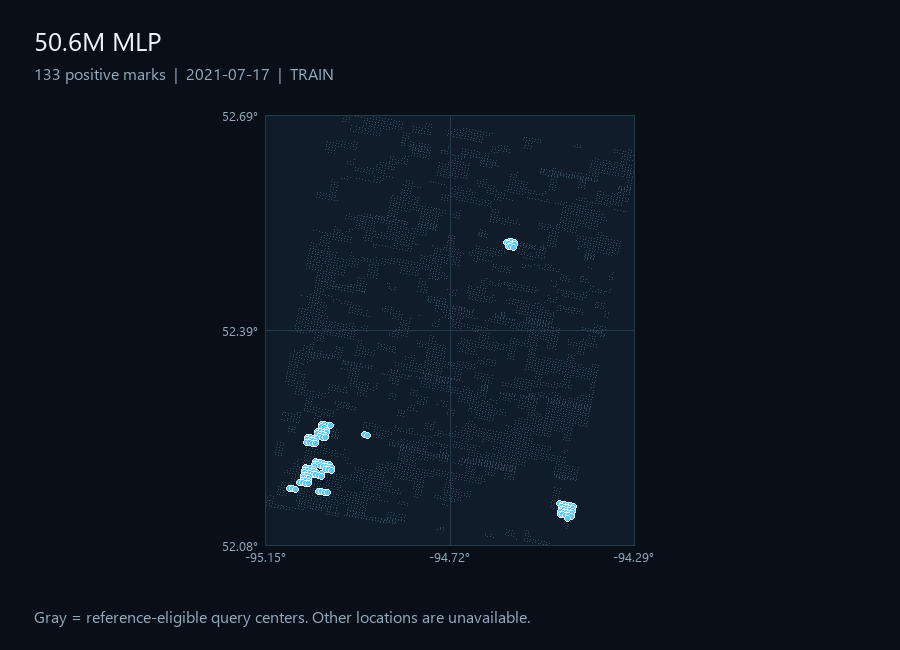 50.6M MLP
133 positive marks | 2021-07-17 | TRAIN
52.69°
52.39°
52.08°
-95.15°
-94.72°
-94.29°
Gray = reference-eligible query centers. Other locations are unavailable.